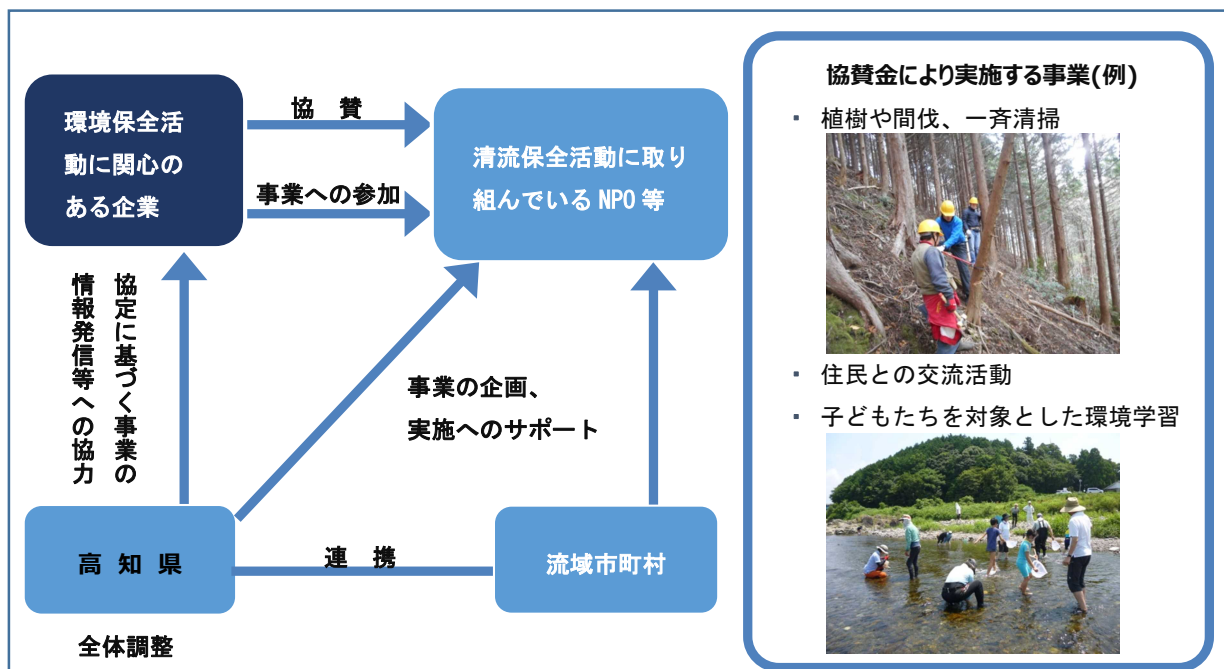 環境保全活
動に関心の
ある企業
協　賛
事業への参加
清流保全活動に取り
組んでいる NPO 等
協定に基づく事業の
情報発信等への協力
事業の企画、
実施へのサポート
高 知 県
連　携
流域市町村
全体調整
協賛金により実施する事業(例)
▪ 植樹や間伐、一斉清掃
▪ 住民との交流活動
▪ 子どもたちを対象とした環境学習